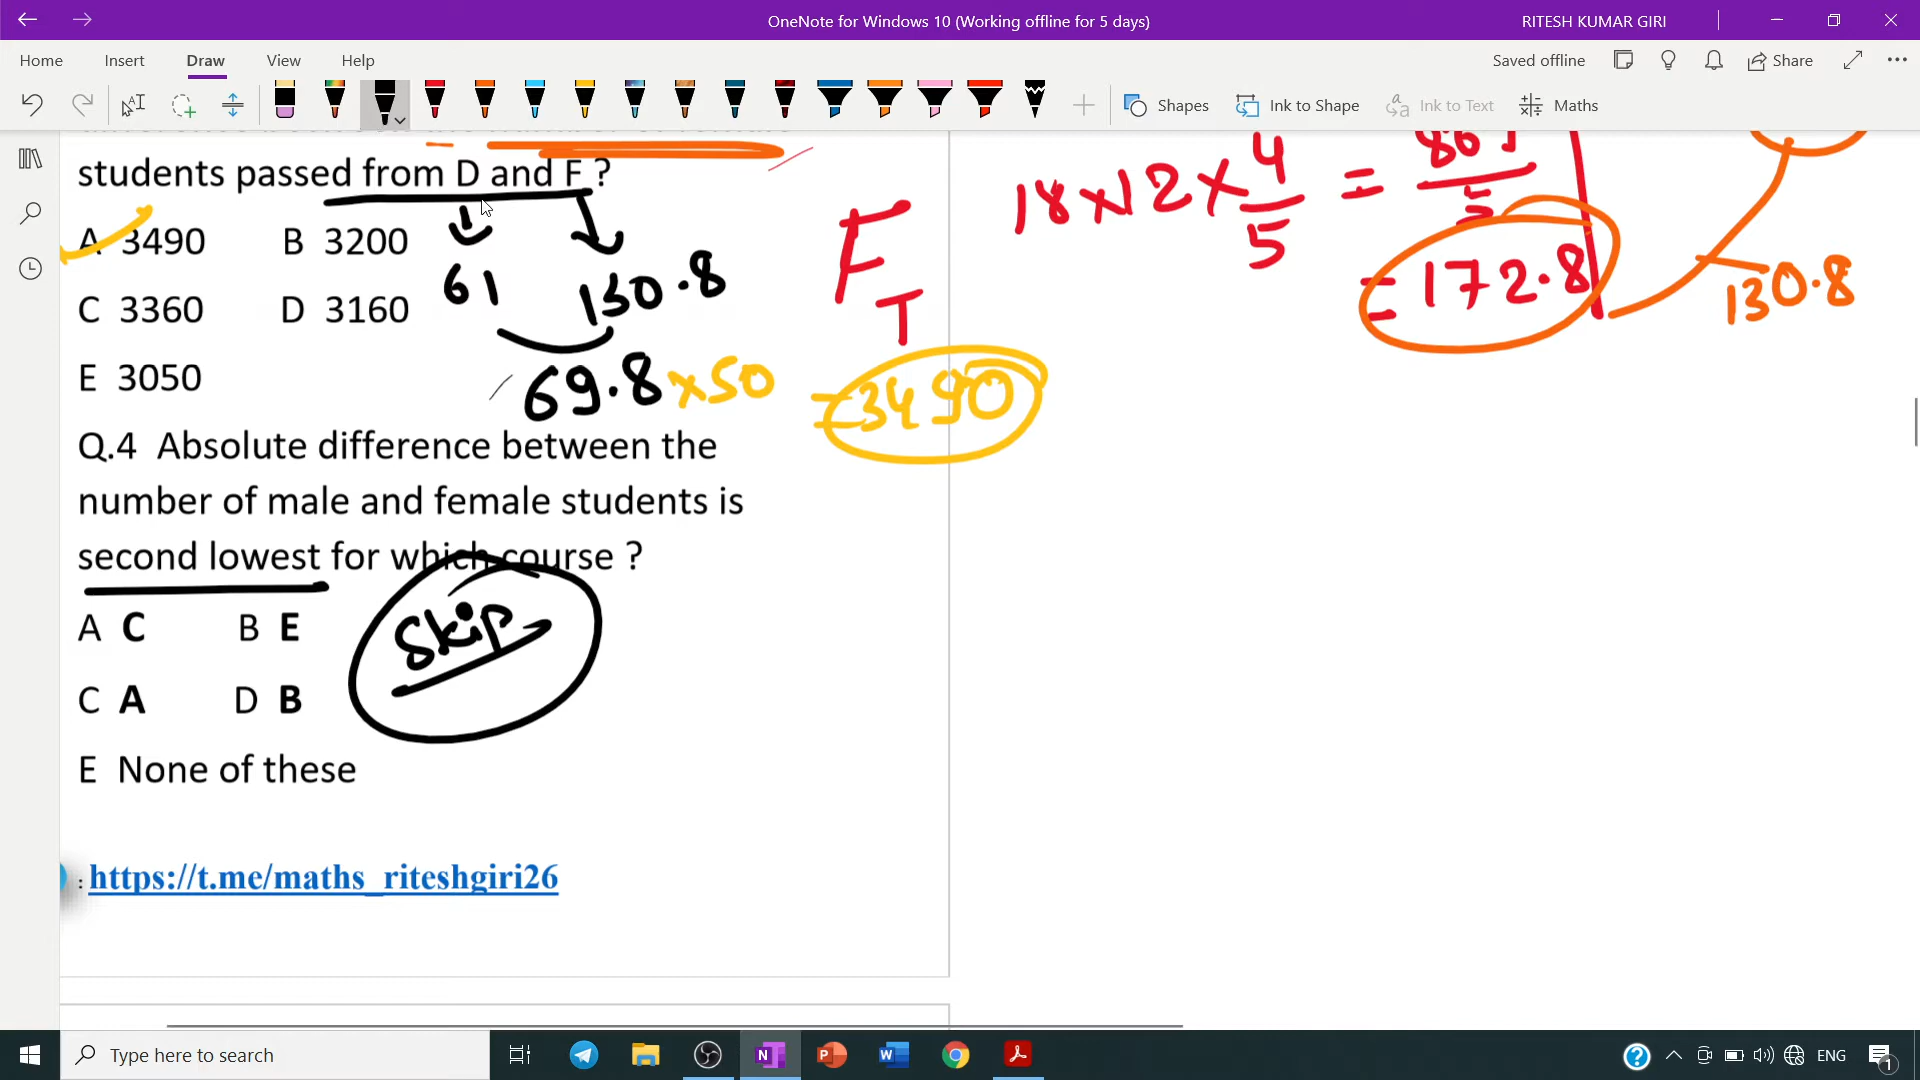 OneNote for Windows 10 (Working offline for 5 days)
RITESH KUMAR GIRI
Home Insert Draw View Help
Saved offline
Share
Shapes Ink to Shape Ink to Text Maths
students passed from D and F ?
A 3490 B 3200
C 3360 D 3160
E 3050
61
130.8
69.8 x50
=3490
F
T
18 x 12 x 4/5 =
5
= 172.8
130.8
Q.4 Absolute difference between the
number of male and female students is
second lowest for which course ?
A C B E
C A D B
E None of these
Skip
: https://t.me/maths_riteshgiri26
Type here to search
ENG
1